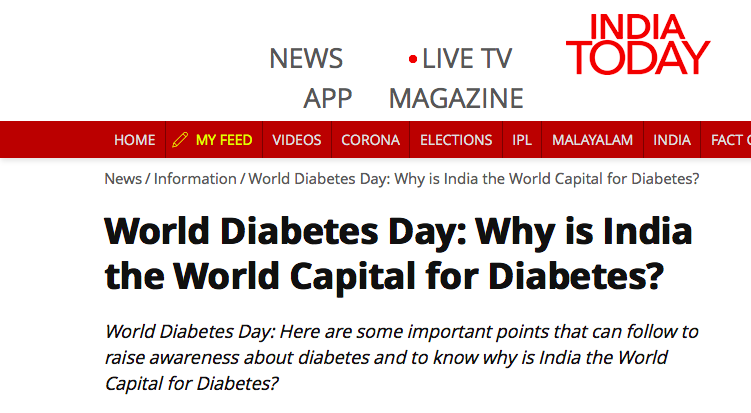 INDIA
TODAY
NEWS •LIVE TV
APP MAGAZINE
HOME MY FEED VIDEOS CORONA ELECTIONS IPL MALAYALAM INDIA FACT
News / Information / World Diabetes Day: Why is India the World Capital for Diabetes?
World Diabetes Day: Why is India
the World Capital for Diabetes?
World Diabetes Day: Here are some important points that can follow to
raise awareness about diabetes and to know why is India the World
Capital for Diabetes?